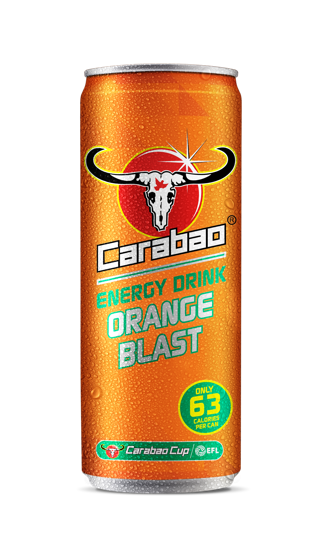 Carabao®
ENERGY DRINK
ORANGE
BLAST
ONLY
63
CALORIES
PER CAN
Carabao Cup EFL